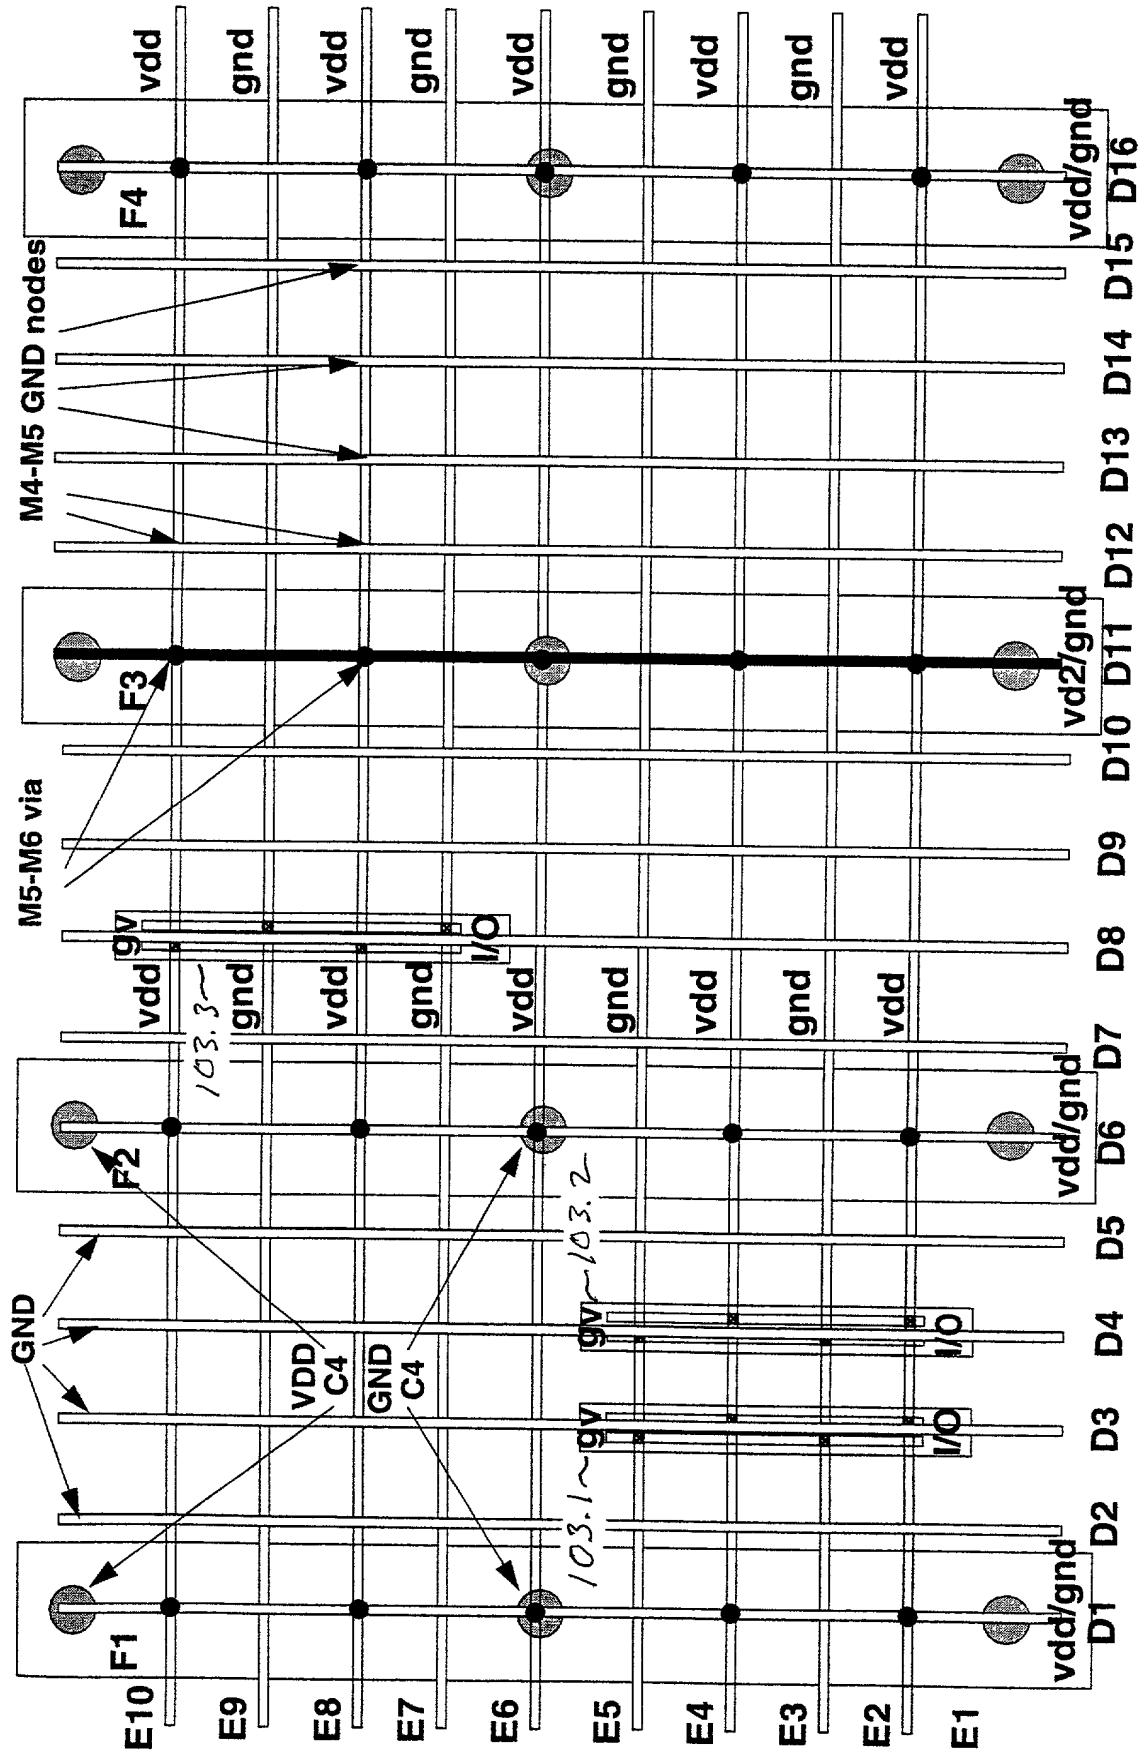 vdd
gnd
vdd
gnd
vdd
gnd
vdd
gnd
vdd
F4
vdd/gnd
D16
M4-M5 GND nodes
D15
D14
D13
D12
F3
vd2/gnd
D11
M5-M6 via
D10
D9
gv
I/O
D8
vdd
gnd
vdd
gnd
vdd
gnd
vdd
gnd
vdd
103.3
D7
F2
vdd/gnd
D6
103.2
D5
GND
gv
I/O
D4
VDD
C4
GND
C4
gv
I/O
D3
103.1
D2
F1
vdd/gnd
D1
E10
E9
E8
E7
E6
E5
E4
E3
E2
E1